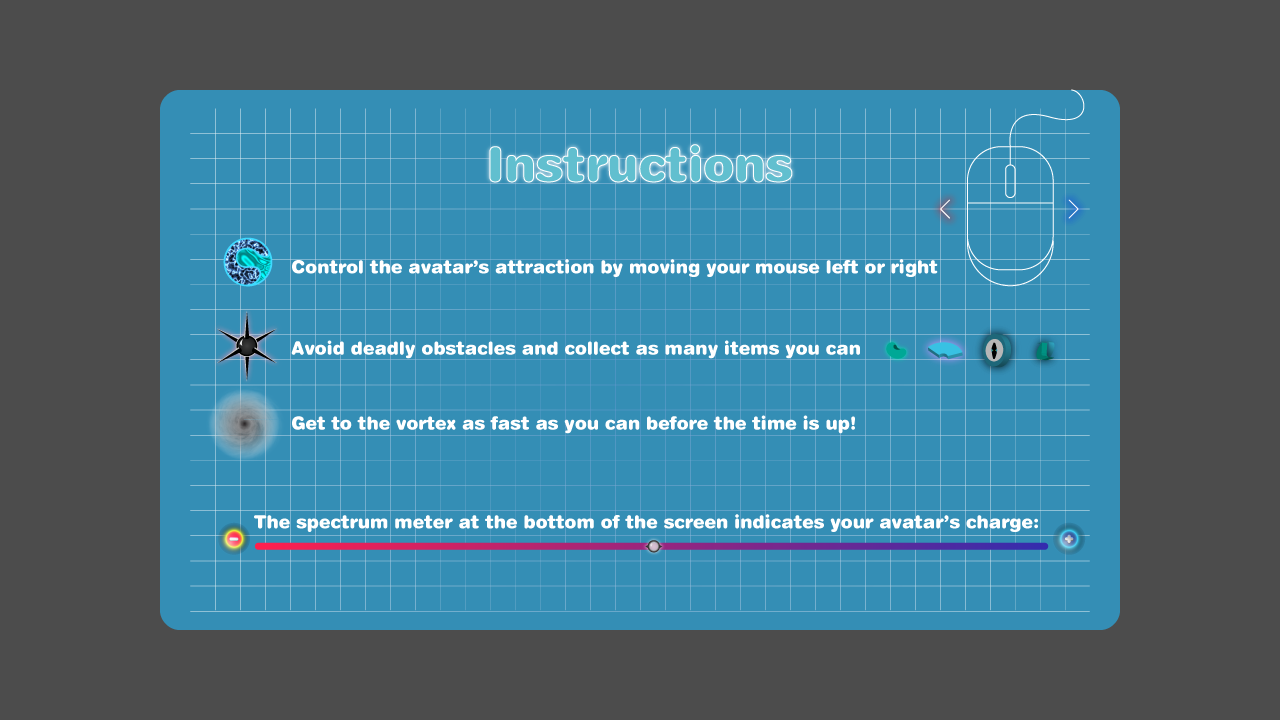 Instructions
Control the avatar's attraction by moving your mouse left or right
Avoid deadly obstacles and collect as many items you can
Get to the vortex as fast as you can before the time is up!
The spectrum meter at the bottom of the screen indicates your avatar's charge: